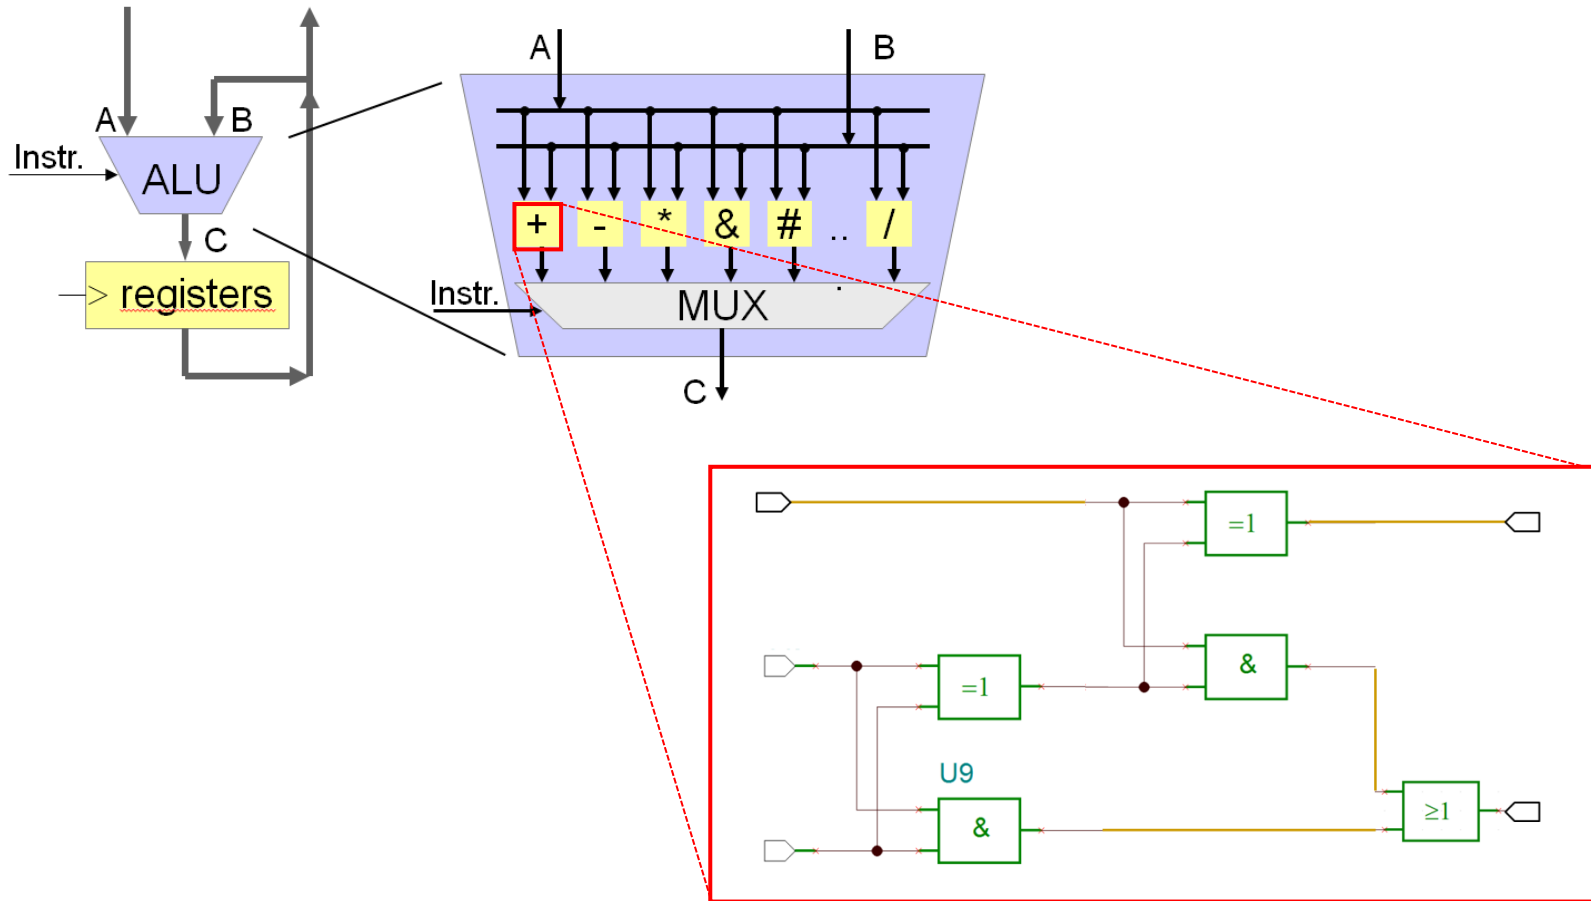 A
B
Instr.
ALU
C
> registers
A
B
+ - * & # .. /
.
Instr.
MUX
C
=1
=1
&
U9
&
≥1